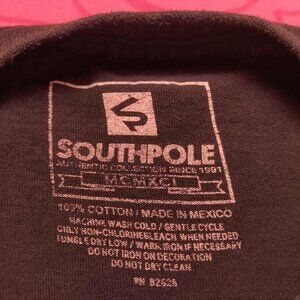 SOUTHPOLE
AUTHENTIC COLLECTION SINCE 1991
MCMXCI
100% COTTON / MADE IN MEXICO
MACHINE WASH COLD / GENTLE CYCLE
ONLY NON-CHLORINE BLEACH WHEN NEEDED
TUMBLE DRY LOW / WARM IRON IF NECESSARY
DO NOT IRON ON DECORATION
DO NOT DRY CLEAN
RN 82628